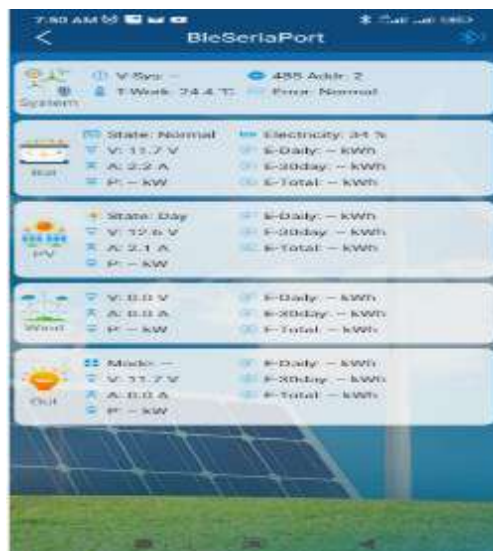 7:50 AM
BleSeriaPort
V-Sys: -- 485 Addr: 2
System T-Work: 24.4 °C Error: Normal
State: Normal Electricity: 34 %
V: 11.7 V E-Daily: -- kWh
Bat A: 2.2 A E-30day: -- kWh
P: -- kW E-Total: -- kWh
State: Day E-Daily: -- kWh
V: 12.6 V E-30day: -- kWh
PV A: 2.1 A E-Total: -- kWh
P: -- kW
V: 0.0 V E-Daily: -- kWh
A: 0.0 A E-30day: -- kWh
Wind P: -- kW E-Total: -- kWh
Mode: -- E-Daily: -- kWh
V: 11.7 V E-30day: -- kWh
Out A: 0.0 A E-Total: -- kWh
P: -- kW